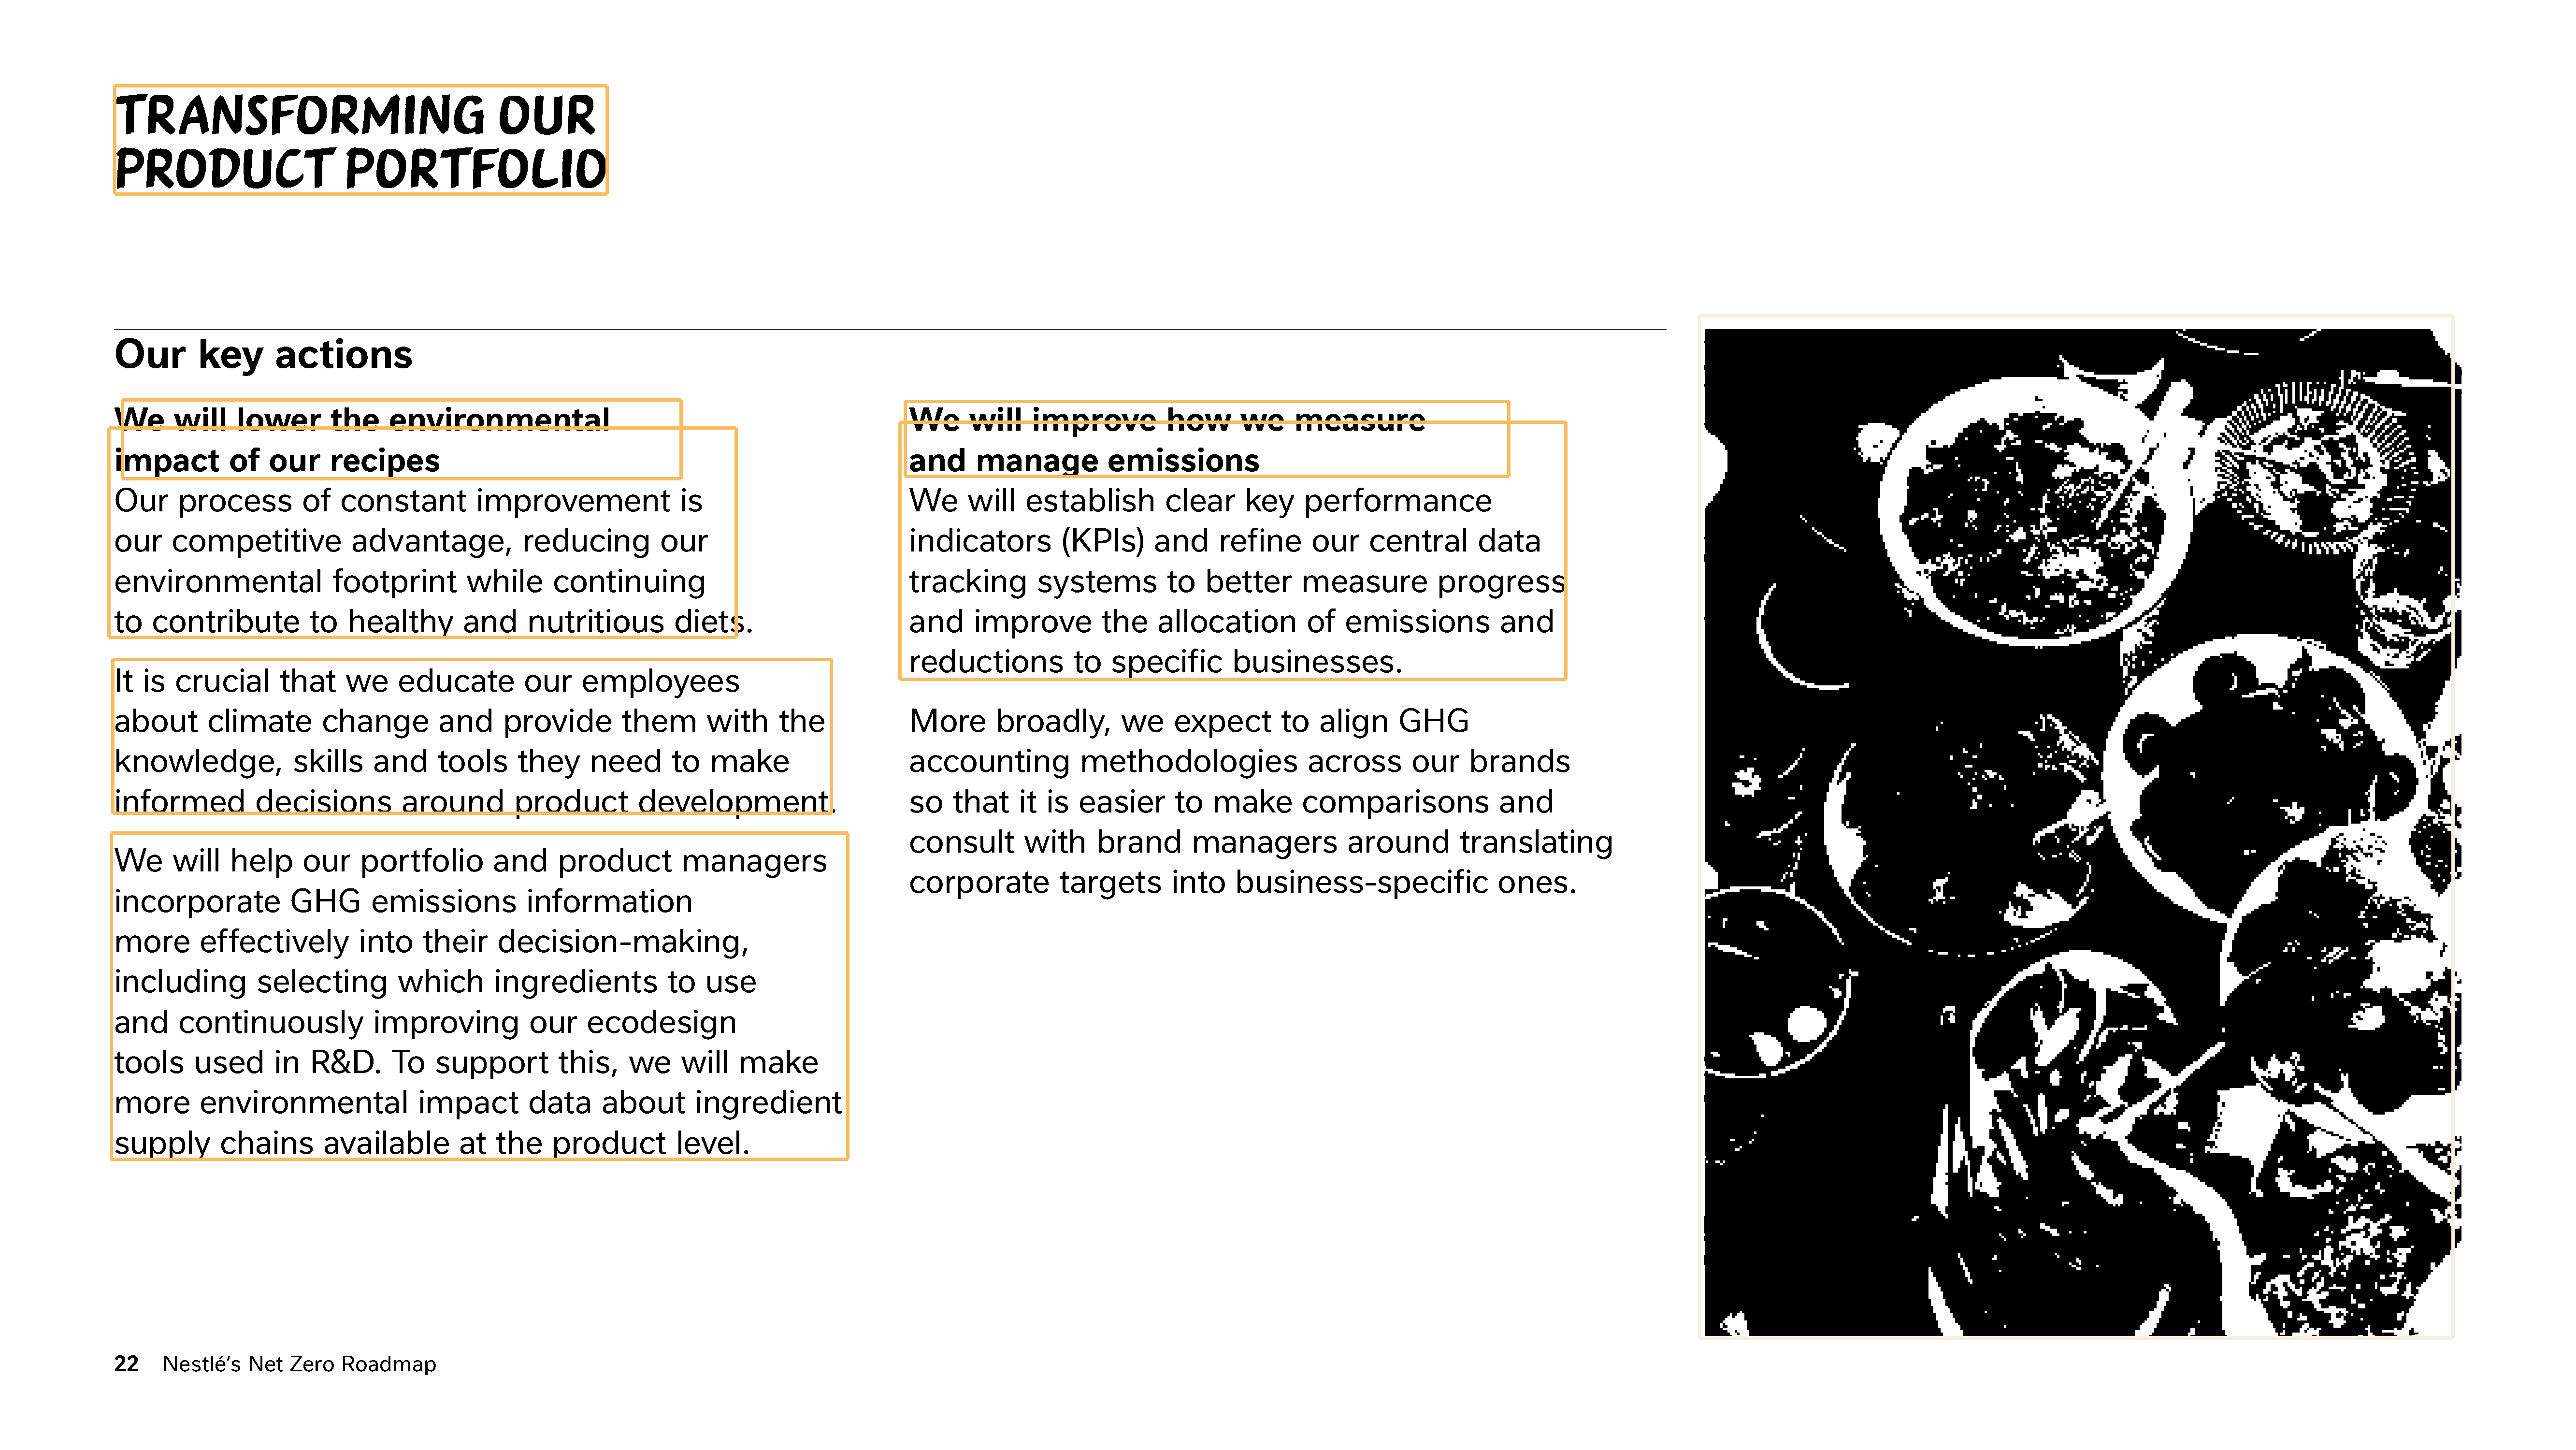 TRANSFORMING OUR
PRODUCT PORTFOLIO
Our key actions
We will lower the environmental
impact of our recipes
Our process of constant improvement is
our competitive advantage, reducing our
environmental footprint while continuing
to contribute to healthy and nutritious diets.
It is crucial that we educate our employees
about climate change and provide them with the
knowledge, skills and tools they need to make
informed decisions around product development.
We will help our portfolio and product managers
incorporate GHG emissions information
more effectively into their decision-making,
including selecting which ingredients to use
and continuously improving our ecodesign
tools used in R&D. To support this, we will make
more environmental impact data about ingredient
supply chains available at the product level.
We will improve how we measure
and manage emissions
We will establish clear key performance
indicators (KPIs) and refine our central data
tracking systems to better measure progress
and improve the allocation of emissions and
reductions to specific businesses.
More broadly, we expect to align GHG
accounting methodologies across our brands
so that it is easier to make comparisons and
consult with brand managers around translating
corporate targets into business-specific ones.
22 Nestlé’s Net Zero Roadmap